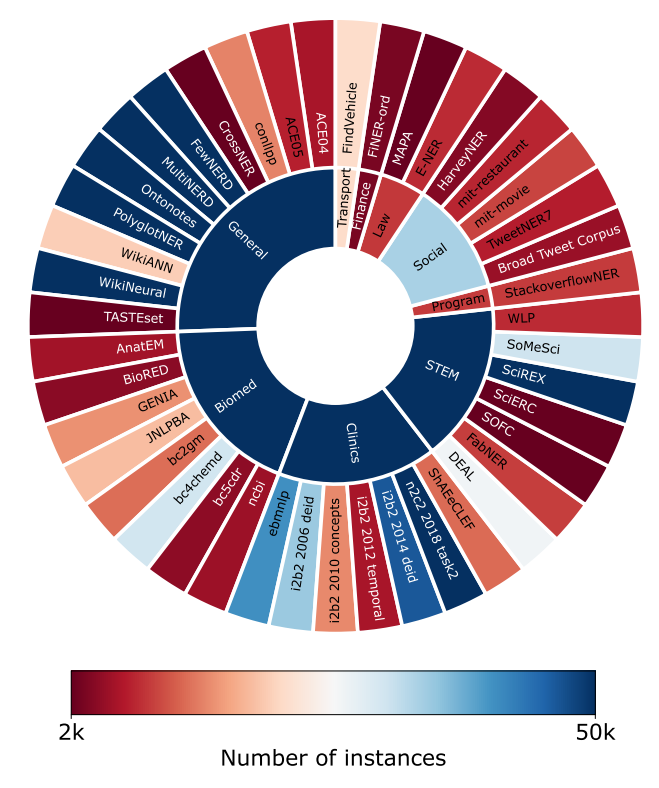 FindVehicle
FiNER-ord
MAPA
E-NER
HarveyNER
mit-restaurant
mit-movie
TweetNER7
Broad Tweet Corpus
StackoverflowNER
WLP
SoMeSci
SciREX
SciERC
SOFC
FabNER
DEAL
ShAEeCLEF
n2c2 2018 task2
i2b2 2014 deid
i2b2 2012 temporal
i2b2 2010 concepts
i2b2 2006 deid
ebmnlp
ncbi
bc5cdr
bc4chemd
bc2gm
JNLPBA
GENIA
BioRED
AnatEM
TASTEset
WikiNeural
WikiANN
PolyglotNER
Ontonotes
MultiNERD
FewNERD
CrossNER
conllpp
ACE05
ACE04
Transport
Finance
Law
Social
Program
STEM
Clinics
Biomed
General
2k
50k
Number of instances